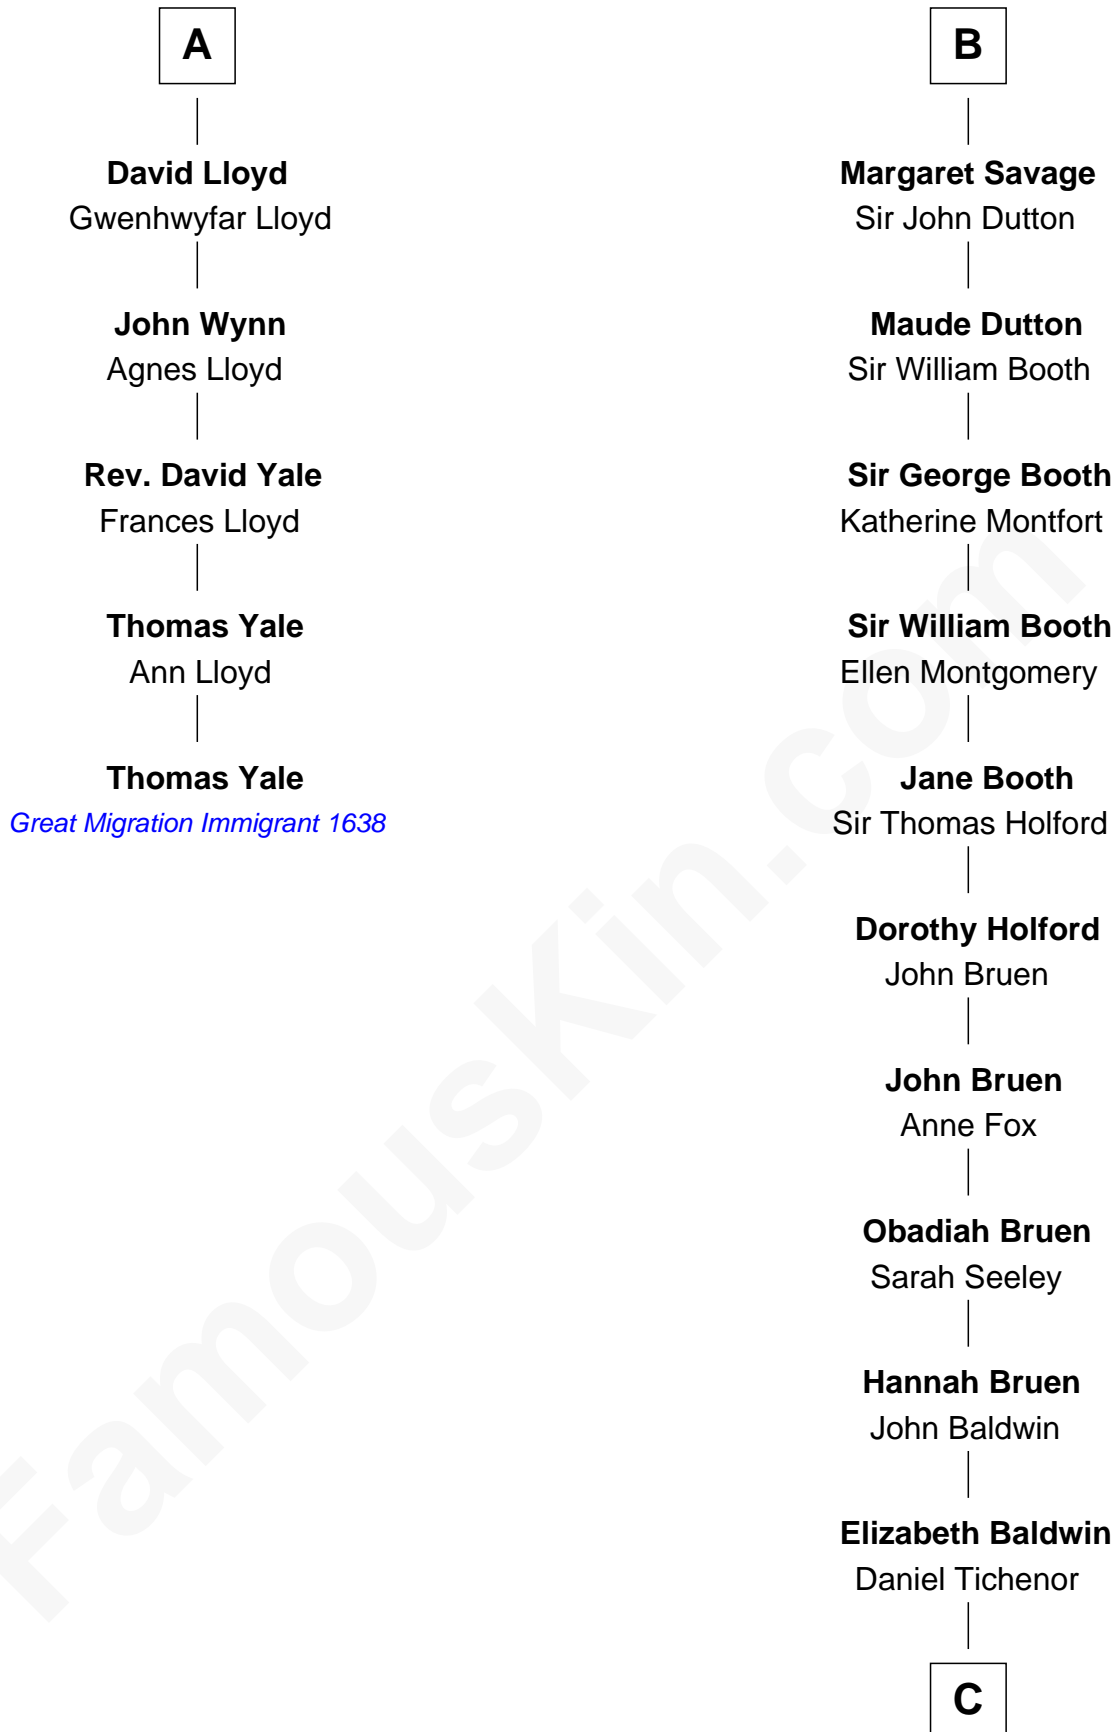 A
David Lloyd
Gwenhwyfar Lloyd
John Wynn
Agnes Lloyd
Rev. David Yale
Frances Lloyd
Thomas Yale
Ann Lloyd
Thomas Yale
Great Migration Immigrant 1638
B
Margaret Savage
Sir John Dutton
Maude Dutton
Sir William Booth
Sir George Booth
Katherine Montfort
Sir William Booth
Ellen Montgomery
Jane Booth
Sir Thomas Holford
Dorothy Holford
John Bruen
John Bruen
Anne Fox
Obadiah Bruen
Sarah Seeley
Hannah Bruen
John Baldwin
Elizabeth Baldwin
Daniel Tichenor
C
FamousKin.com